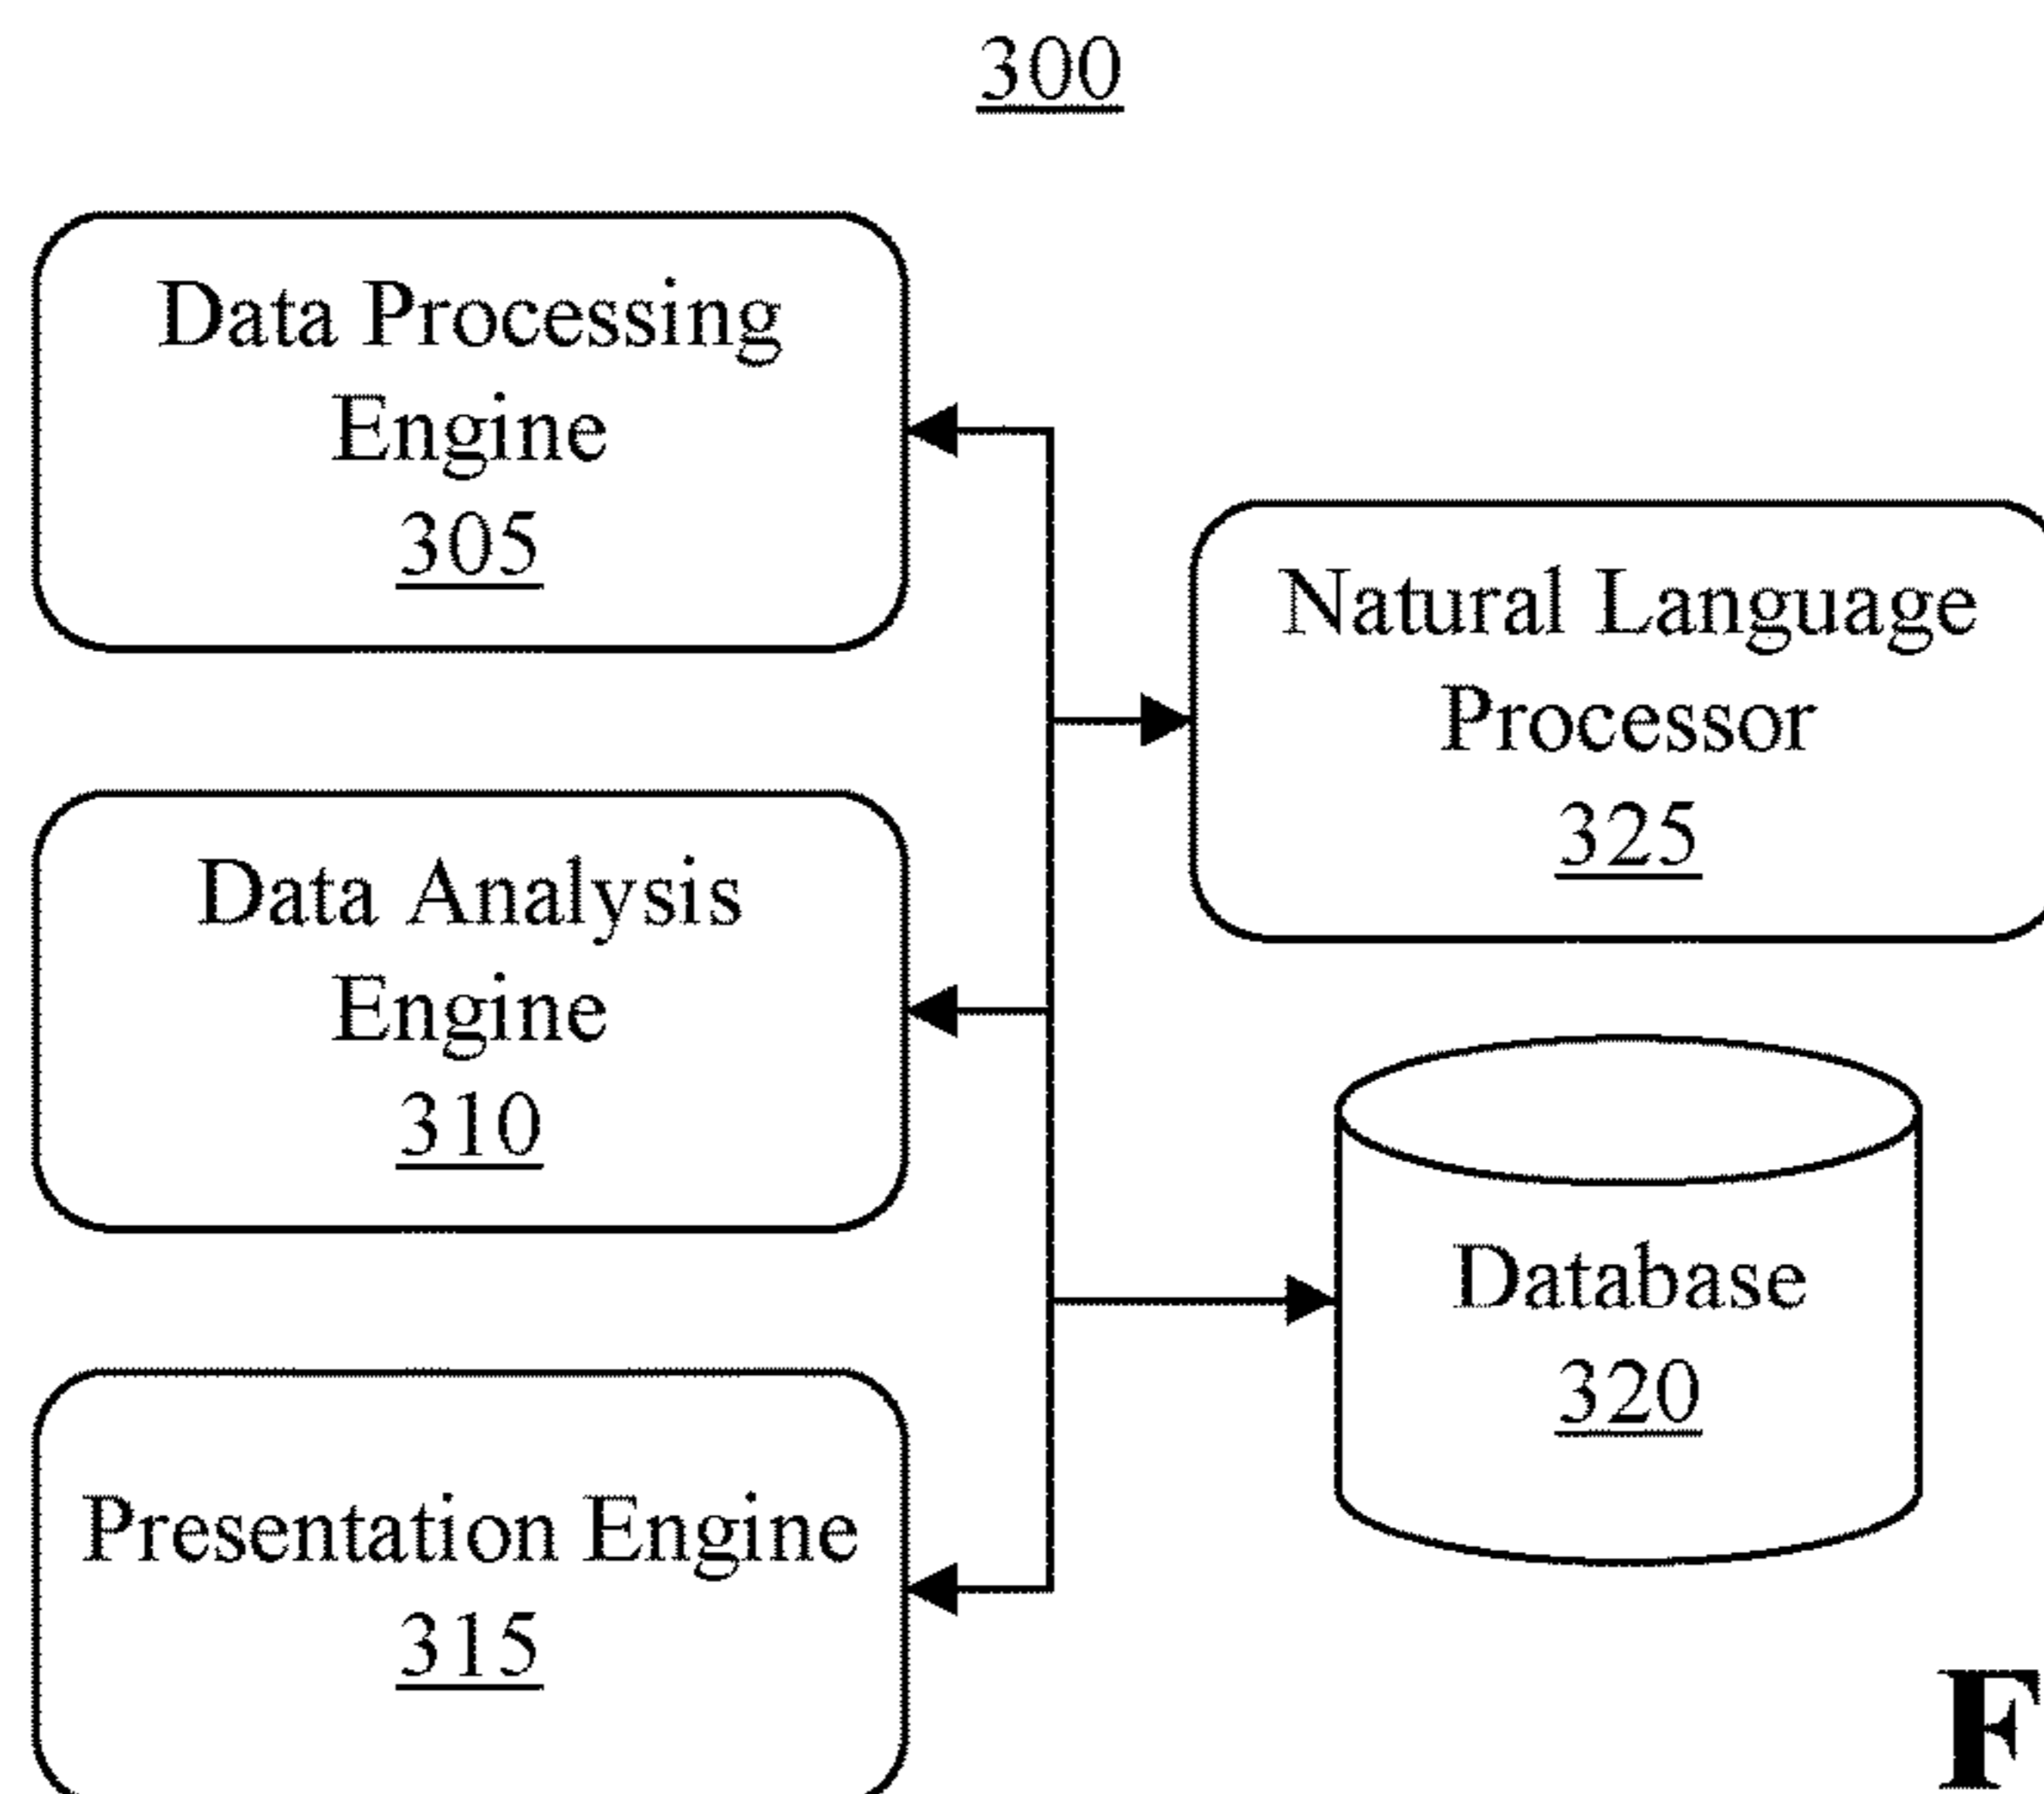 300
Data Processing
Engine
305
Natural Language
Processor
325
Data Analysis
Engine
310
Database
320
Presentation Engine
315
F